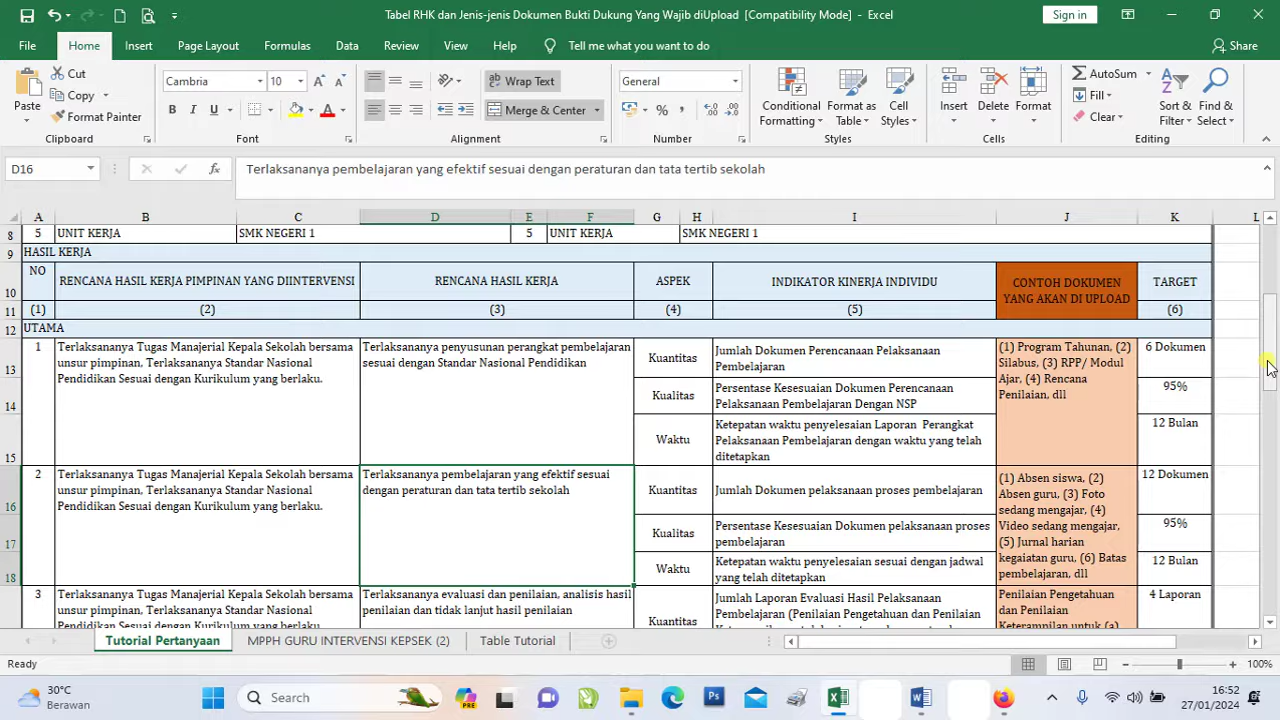 Tabel RHK dan Jenis-jenis Dokumen Bukti Dukung Yang Wajib diUpload [Compatibility Mode] - Excel
Sign in
File Home Insert Page Layout Formulas Data Review View Help Tell me what you want to do Share
Paste
Cut
Copy
Format Painter
Clipboard
Cambria 10
B I U
Font
Wrap Text
Merge & Center
Alignment
General
Number
Conditional Formatting
Format as Table
Cell Styles
Styles
Insert Delete Format
Cells
AutoSum
Fill
Clear
Sort & Filter
Find & Select
Editing
D16 fx Terlaksananya pembelajaran yang efektif sesuai dengan peraturan dan tata tertib sekolah
A B C D E F G H I J K L
8 5 UNIT KERJA SMK NEGERI 1 5 UNIT KERJA SMK NEGERI 1
9 HASIL KERJA
10 NO RENCANA HASIL KERJA PIMPINAN YANG DIINTERVENSI RENCANA HASIL KERJA ASPEK INDIKATOR KINERJA INDIVIDU CONTOH DOKUMEN YANG AKAN DI UPLOAD TARGET
11 (1) (2) (3) (4) (5) (6)
12 UTAMA
13
1
Terlaksananya Tugas Manajerial Kepala Sekolah bersama
unsur pimpinan, Terlaksananya Standar Nasional
Pendidikan Sesuai dengan Kurikulum yang berlaku.
Terlaksananya penyusunan perangkat pembelajaran
sesuai dengan Standar Nasional Pendidikan
Kuantitas
Jumlah Dokumen Perencanaan Pelaksanaan
Pembelajaran
(1) Program Tahunan, (2)
Silabus, (3) RPP/ Modul
Ajar, (4) Rencana
Penilaian, dll
6 Dokumen
14
Kualitas
Persentase Kesesuaian Dokumen Perencanaan
Pelaksanaan Pembelajaran Dengan NSP
95%
15
Waktu
Ketepatan waktu penyelesaian Laporan Perangkat
Pelaksanaan Pembelajaran dengan waktu yang telah
ditetapkan
12 Bulan
16
2
Terlaksananya Tugas Manajerial Kepala Sekolah bersama
unsur pimpinan, Terlaksananya Standar Nasional
Pendidikan Sesuai dengan Kurikulum yang berlaku.
Terlaksananya pembelajaran yang efektif sesuai
dengan peraturan dan tata tertib sekolah
Kuantitas
Jumlah Dokumen pelaksanaan proses pembelajaran
(1) Absen siswa, (2)
Absen guru, (3) Foto
sedang mengajar, (4)
Video sedang mengajar,
(5) Jurnal harian
kegaiatan guru, (6) Batas
pembelajaran, dll
12 Dokumen
17
Kualitas
Persentase Kesesuaian Dokumen pelaksanaan proses
pembelajaran
95%
18
Waktu
Ketepatan waktu penyelesaian sesuai dengan jadwal
yang telah ditetapkan
12 Bulan
3
Terlaksananya Tugas Manajerial Kepala Sekolah bersama
unsur pimpinan, Terlaksananya Standar Nasional
Terlaksananya evaluasi dan penilaian, analisis hasil
penilaian dan tidak lanjut hasil penilaian
Kuantitas
Jumlah Laporan Evaluasi Hasil Pelaksanaan
Pembelajaran (Penilaian Pengetahuan dan Penilaian
Penilaian Pengetahuan
dan Penilaian
Keterampilan untuk (a)
4 Laporan
Tutorial Pertanyaan MPPH GURU INTERVENSI KEPSEK (2) Table Tutorial
Ready
100%
30°C
Berawan
Search
PRE
16:52
27/01/2024